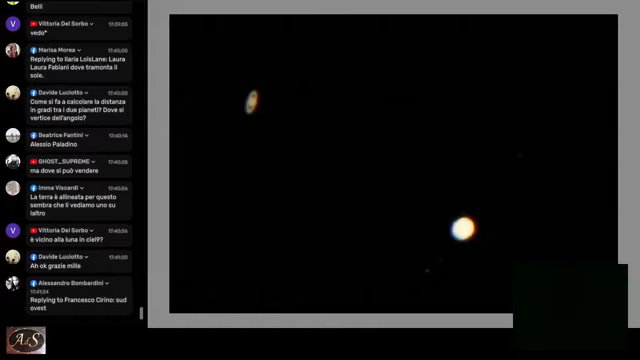 Belli
Vittoria Del Sorbo 17:39:55
vedo*
Marixa Morea 17:40:00
Replying to Ilaria LoisLane: Laura
Laura Fabiani dove tramonta il
sole.
Davide Luciotto 17:40:00
Come si fa a calcolare la distanza
in gradi tra i due pianeti? Dove si
vertice dell'angolo?
Beatrice Fantini 17:40:14
Alessio Paladino
GHOST_SUPREME 17:40:28
ma dove si può vendere
Imma Viscardi 17:40:56
La terra è allineata per questo
sembra che li vediamo uno su
laltro
Vittoria Del Sorbo 17:40:56
è vicino alla luna in ciel9?
Davide Luciotto 17:41:00
Ah ok grazie mille
Alessandro Bombardini
17:41:04
Replying to Francesco Cirino: sud
ovest
AdS